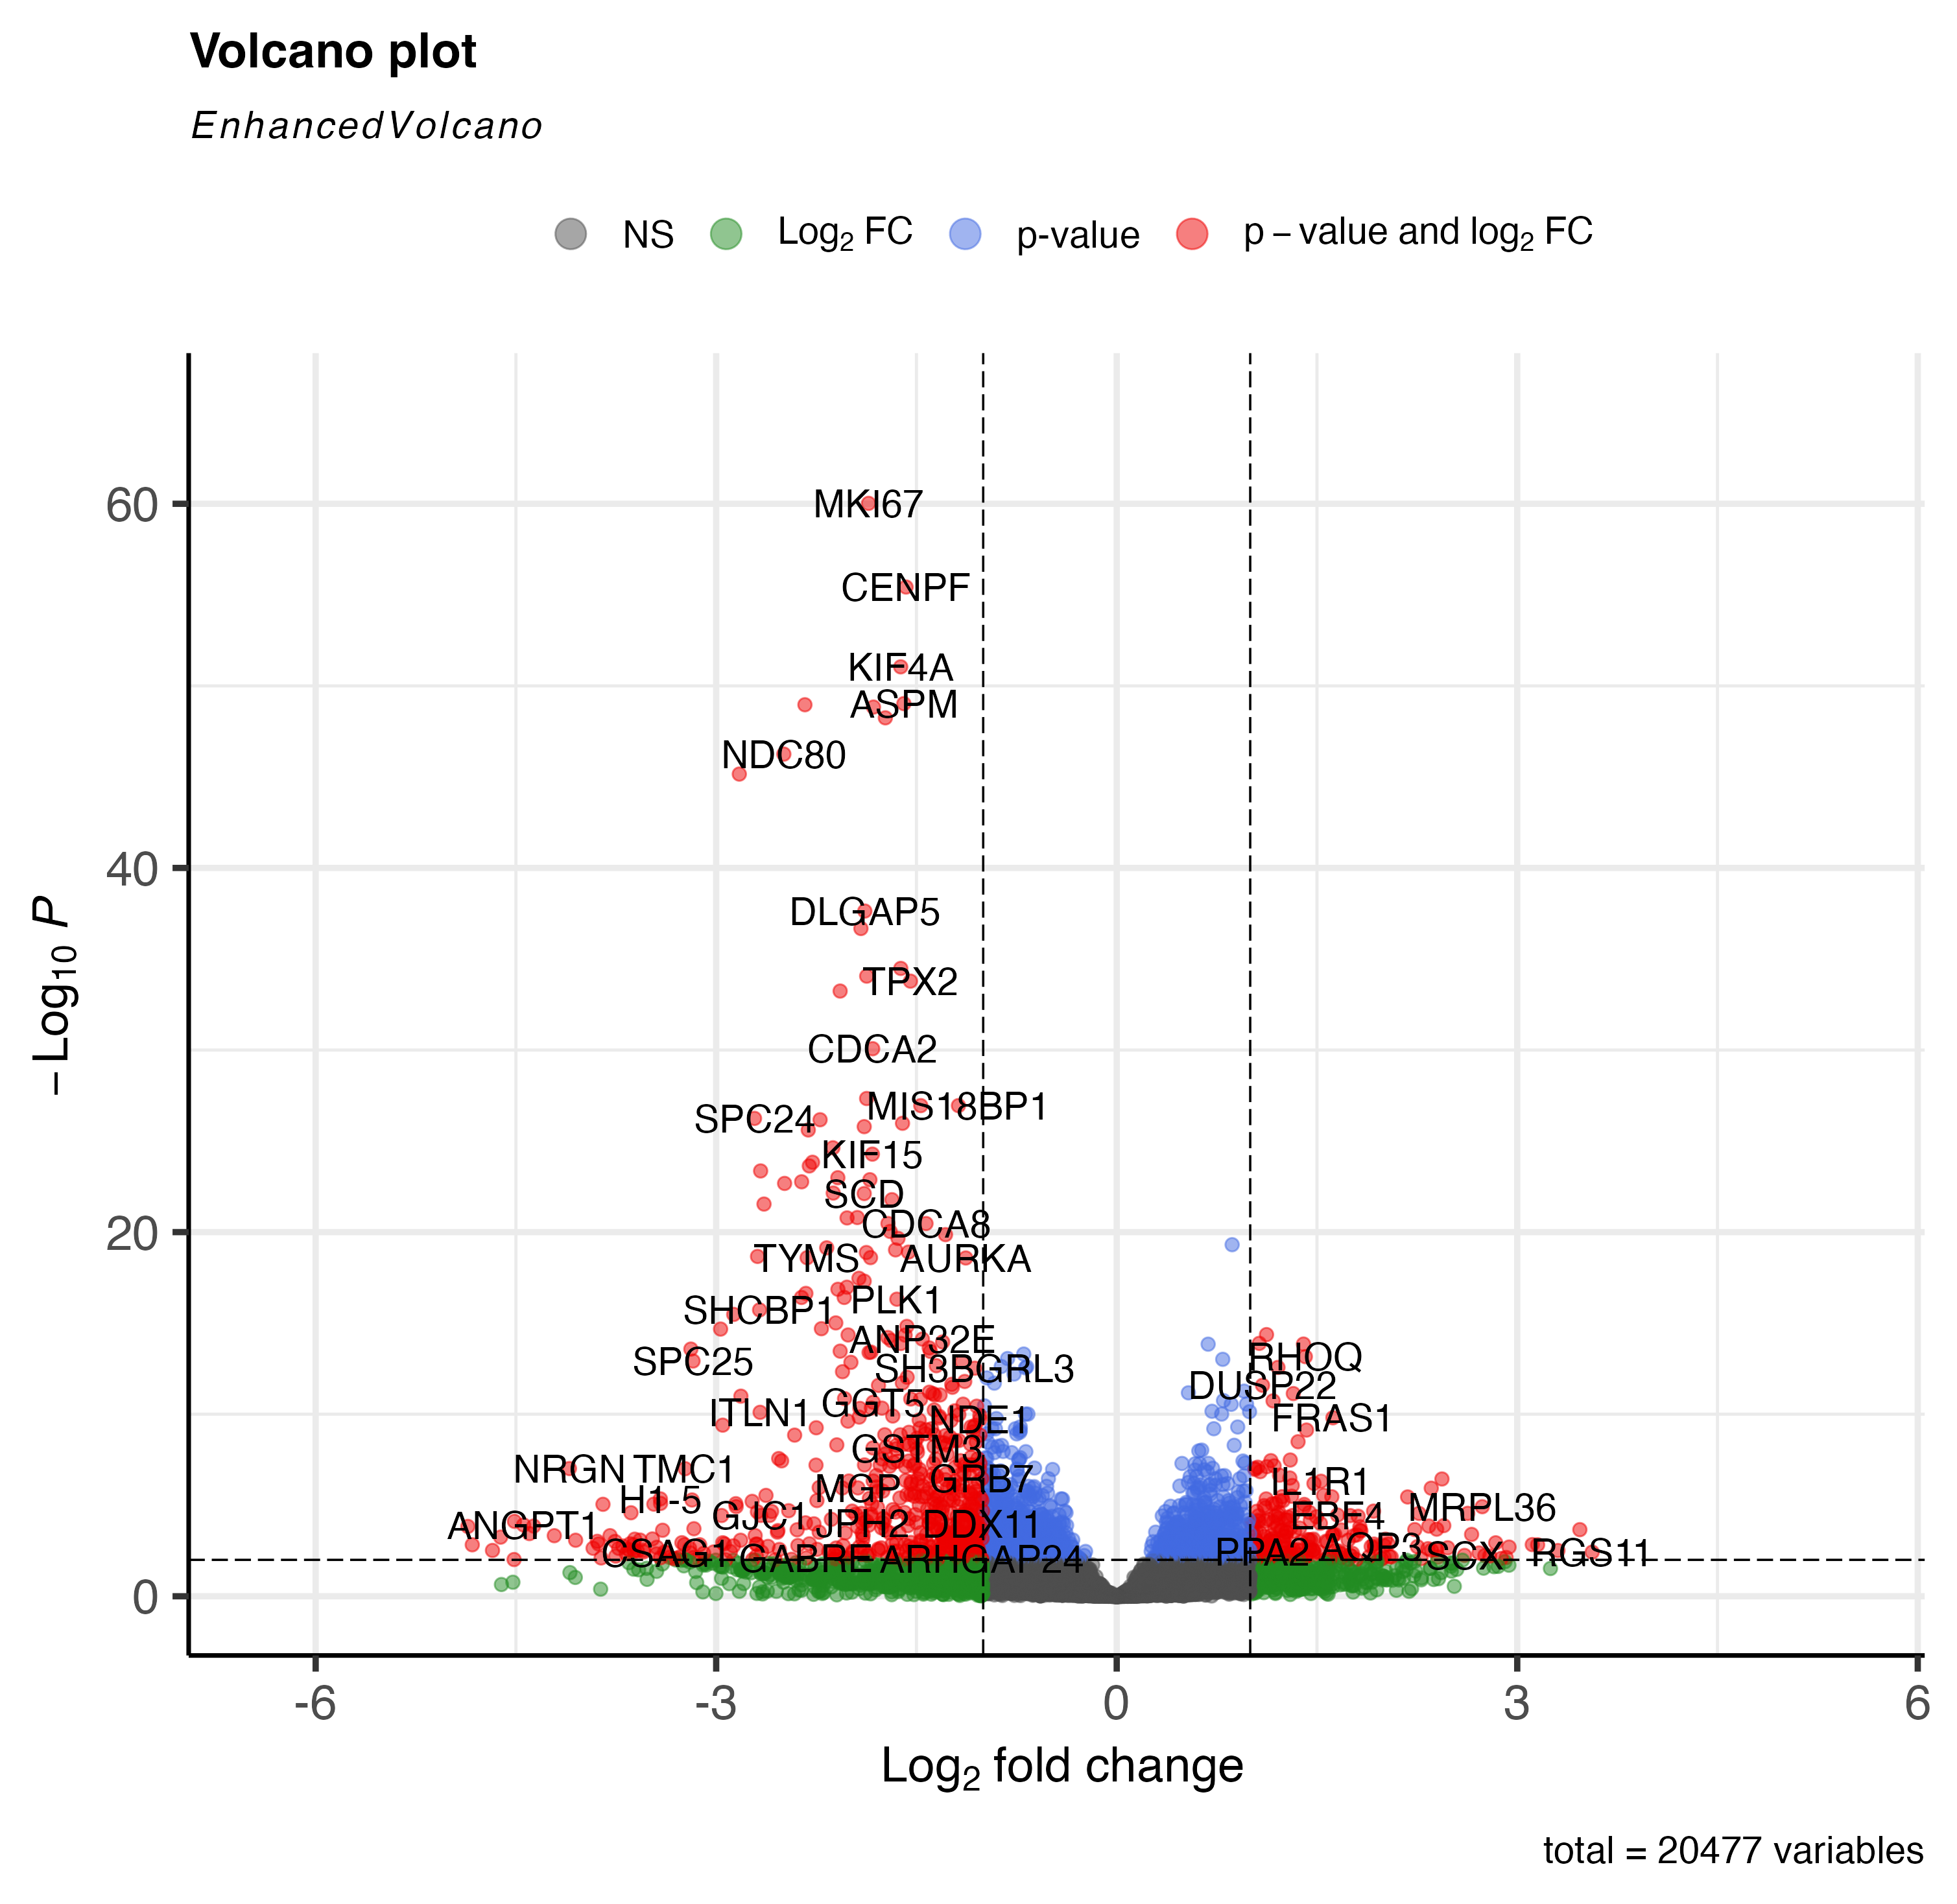 Volcano plot
EnhancedVolcano
NS Log₂ FC p-value p – value and log₂ FC
60
40
20
0
–Log₁₀ P
MKI67
CENPF
KIF4A
ASPM
NDC80
DLGAP5
TPX2
CDCA2
MIS18BP1
SPC24
KIF15
SCD
CDCA8
TYMS AURKA
PLK1
SHCBP1
ANP32E
RHOQ
SPC25 SH3BGRL3
DUSP22
GGT5
ITLN1 NDE1 FRAS1
GSTM3
NRGN TMC1
GRB7 IL1R1
MGP
H1-5 MRPL36
GJC1 EBF4
ANGPT1 JPH2 DDX11
CSAG1 PPA2 AQP3 RGS11
GABRE ARHGAP24 SCX
-6 -3 0 3 6
Log₂ fold change
total = 20477 variables